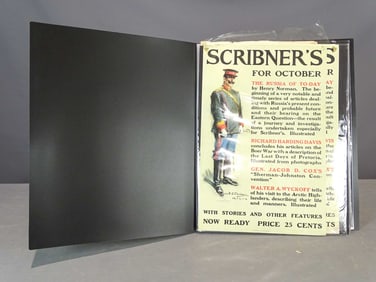 SCRIBNER'S
FOR OCTOBER
THE RUSSIA OF TO-DAY
by Henry Norman. The be-
ginning of a very notable and
timely series of articles deal-
ing with Russia's present con-
ditions and probable future
and their bearing on the
Eastern Question—the result
of a journey and investiga-
tions undertaken especially
for Scribner's. Illustrated
RICHARD HARDING DAVIS
concludes his articles on the
Boer War with a description of
the Last Days of Pretoria.
Illustrated from photographs
GEN. JACOB D. COX'S
"Sherman-Johnston Con-
vention"
WALTER A. WYCKOFF tells
of his visit to the Arctic High-
landers, describing their life
and manners. Illustrated
WITH STORIES AND OTHER FEATURES
NOW READY PRICE 25 CENTS